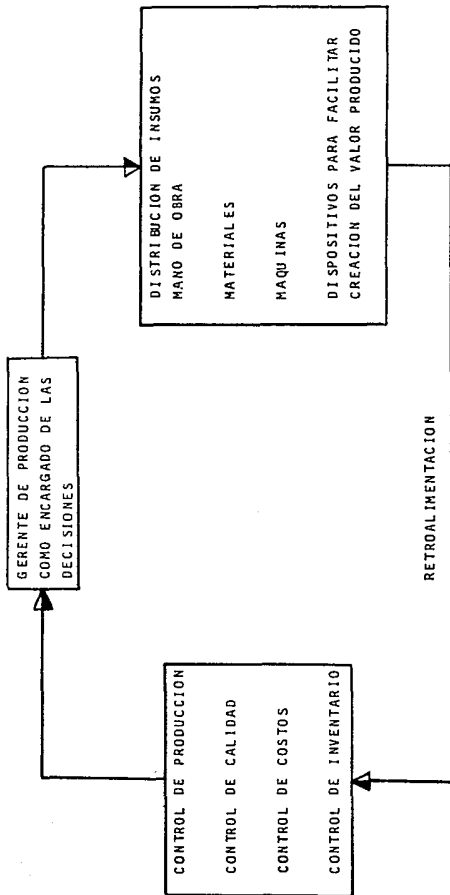 GERENTE DE PRODUCCION
COMO ENCARGADO DE LAS
DECISIONES
CONTROL DE PRODUCCION
CONTROL DE CALIDAD
CONTROL DE COSTOS
CONTROL DE INVENTARIO
DISTRIBUCION DE INSUMOS
MANO DE OBRA
MATERIALES
MAQUINAS
DISPOSITIVOS PARA FACILITAR
CREACION DEL VALOR PRODUCIDO
RETROALIMENTACION